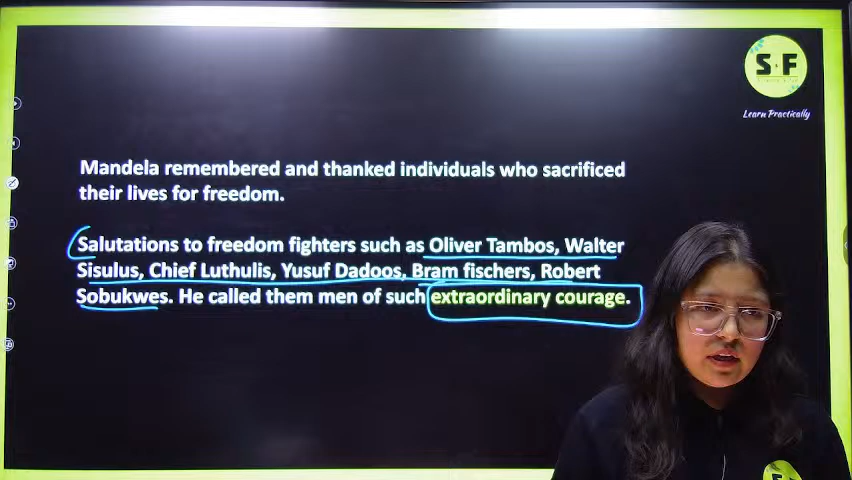 S F
Learn Practically
Mandela remembered and thanked individuals who sacrificed
their lives for freedom.
Salutations to freedom fighters such as Oliver Tambos, Walter
Sisulus, Chief Luthulis, Yusuf Dadoos, Bram fischers, Robert
Sobukwes. He called them men of such extraordinary courage.